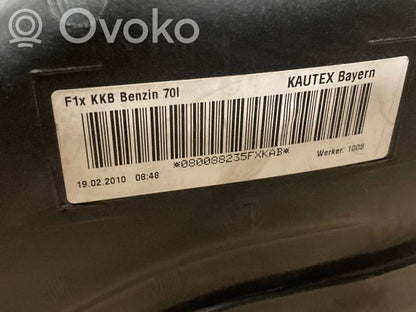 Ovoko
F1x KKB Benzin 70l
KAUTEX Bayern
*080088235FXKAB*
19.02.2010 08:48
Werker: 1008